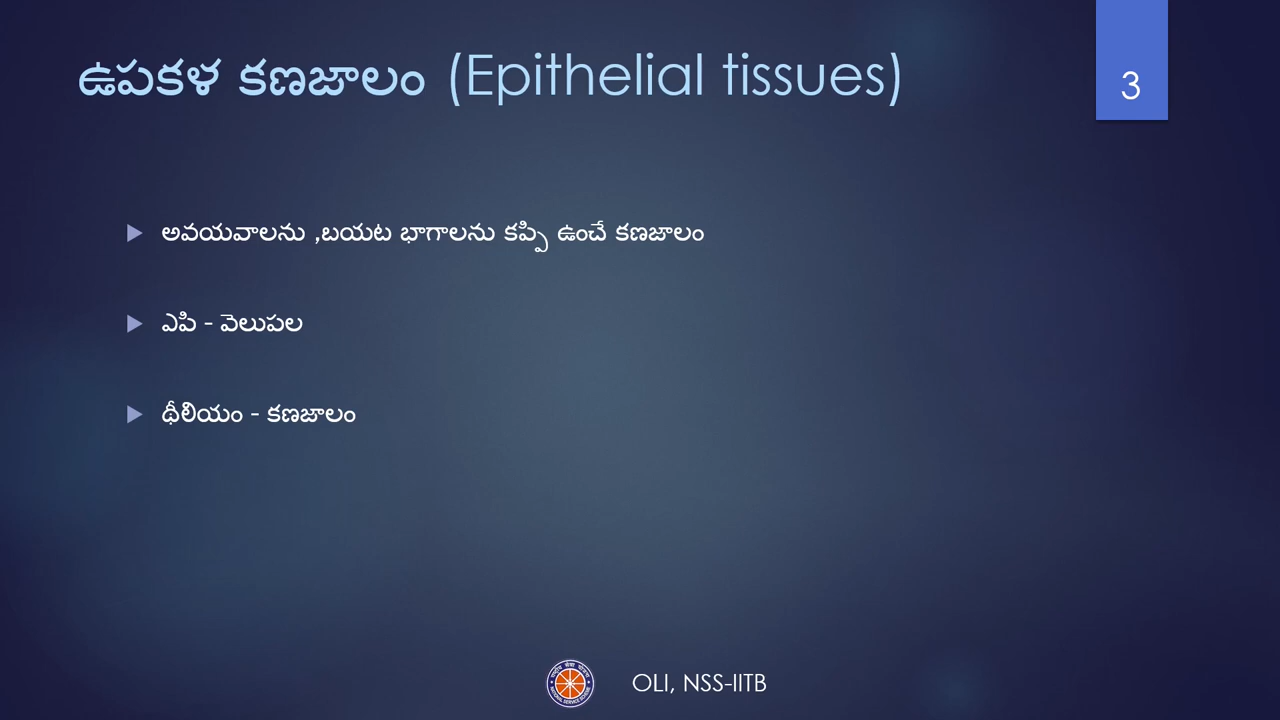 ఉపకళ కణజాలం (Epithelial tissues)
3
అవయవాలను ,బయట భాగాలను కప్పి ఉంచే కణజాలం
ఎపి - వెలుపల
థీలియం - కణజాలం
OLI, NSS-IITB